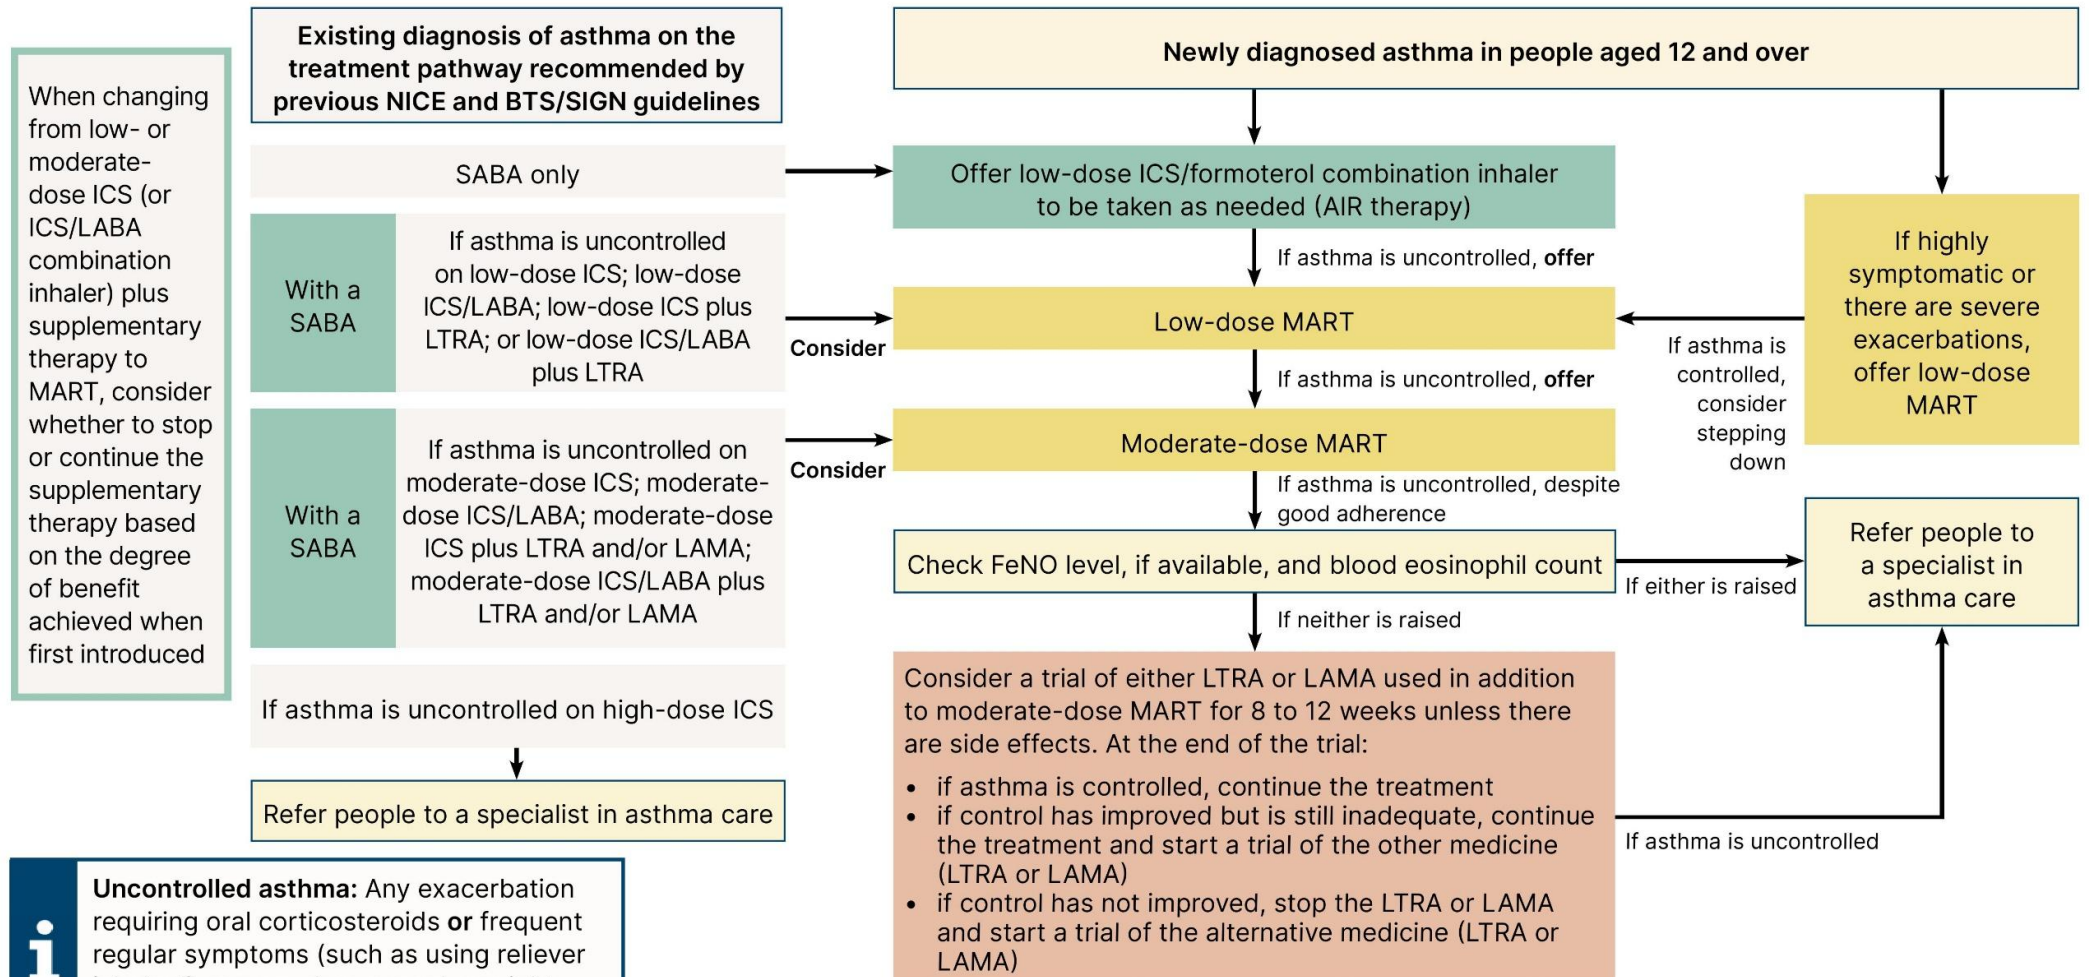 When changing
from low- or
moderate-
dose ICS (or
ICS/LABA
combination
inhaler) plus
supplementary
therapy to
MART, consider
whether to stop
or continue the
supplementary
therapy based
on the degree
of benefit
achieved when
first introduced
Existing diagnosis of asthma on the
treatment pathway recommended by
previous NICE and BTS/SIGN guidelines
SABA only
With a
SABA
If asthma is uncontrolled
on low-dose ICS; low-dose
ICS/LABA; low-dose ICS plus
LTRA; or low-dose ICS/LABA
plus LTRA
Consider
With a
SABA
If asthma is uncontrolled on
moderate-dose ICS; moderate-
dose ICS/LABA; moderate-dose
ICS plus LTRA and/or LAMA;
moderate-dose ICS/LABA plus
LTRA and/or LAMA
Consider
If asthma is uncontrolled on high-dose ICS
Refer people to a specialist in asthma care
Uncontrolled asthma: Any exacerbation
requiring oral corticosteroids or frequent
regular symptoms (such as using reliever
Newly diagnosed asthma in people aged 12 and over
Offer low-dose ICS/formoterol combination inhaler
to be taken as needed (AIR therapy)
If asthma is uncontrolled, offer
Low-dose MART
If asthma is uncontrolled, offer
Moderate-dose MART
If asthma is uncontrolled, despite
good adherence
Check FeNO level, if available, and blood eosinophil count
If neither is raised
Consider a trial of either LTRA or LAMA used in addition
to moderate-dose MART for 8 to 12 weeks unless there
are side effects. At the end of the trial:
• if asthma is controlled, continue the treatment
• if control has improved but is still inadequate, continue
the treatment and start a trial of the other medicine
(LTRA or LAMA)
• if control has not improved, stop the LTRA or LAMA
and start a trial of the alternative medicine (LTRA or
LAMA)
If highly
symptomatic or
there are severe
exacerbations,
offer low-dose
MART
If asthma is
controlled,
consider
stepping
down
If either is raised
Refer people to
a specialist in
asthma care
If asthma is uncontrolled